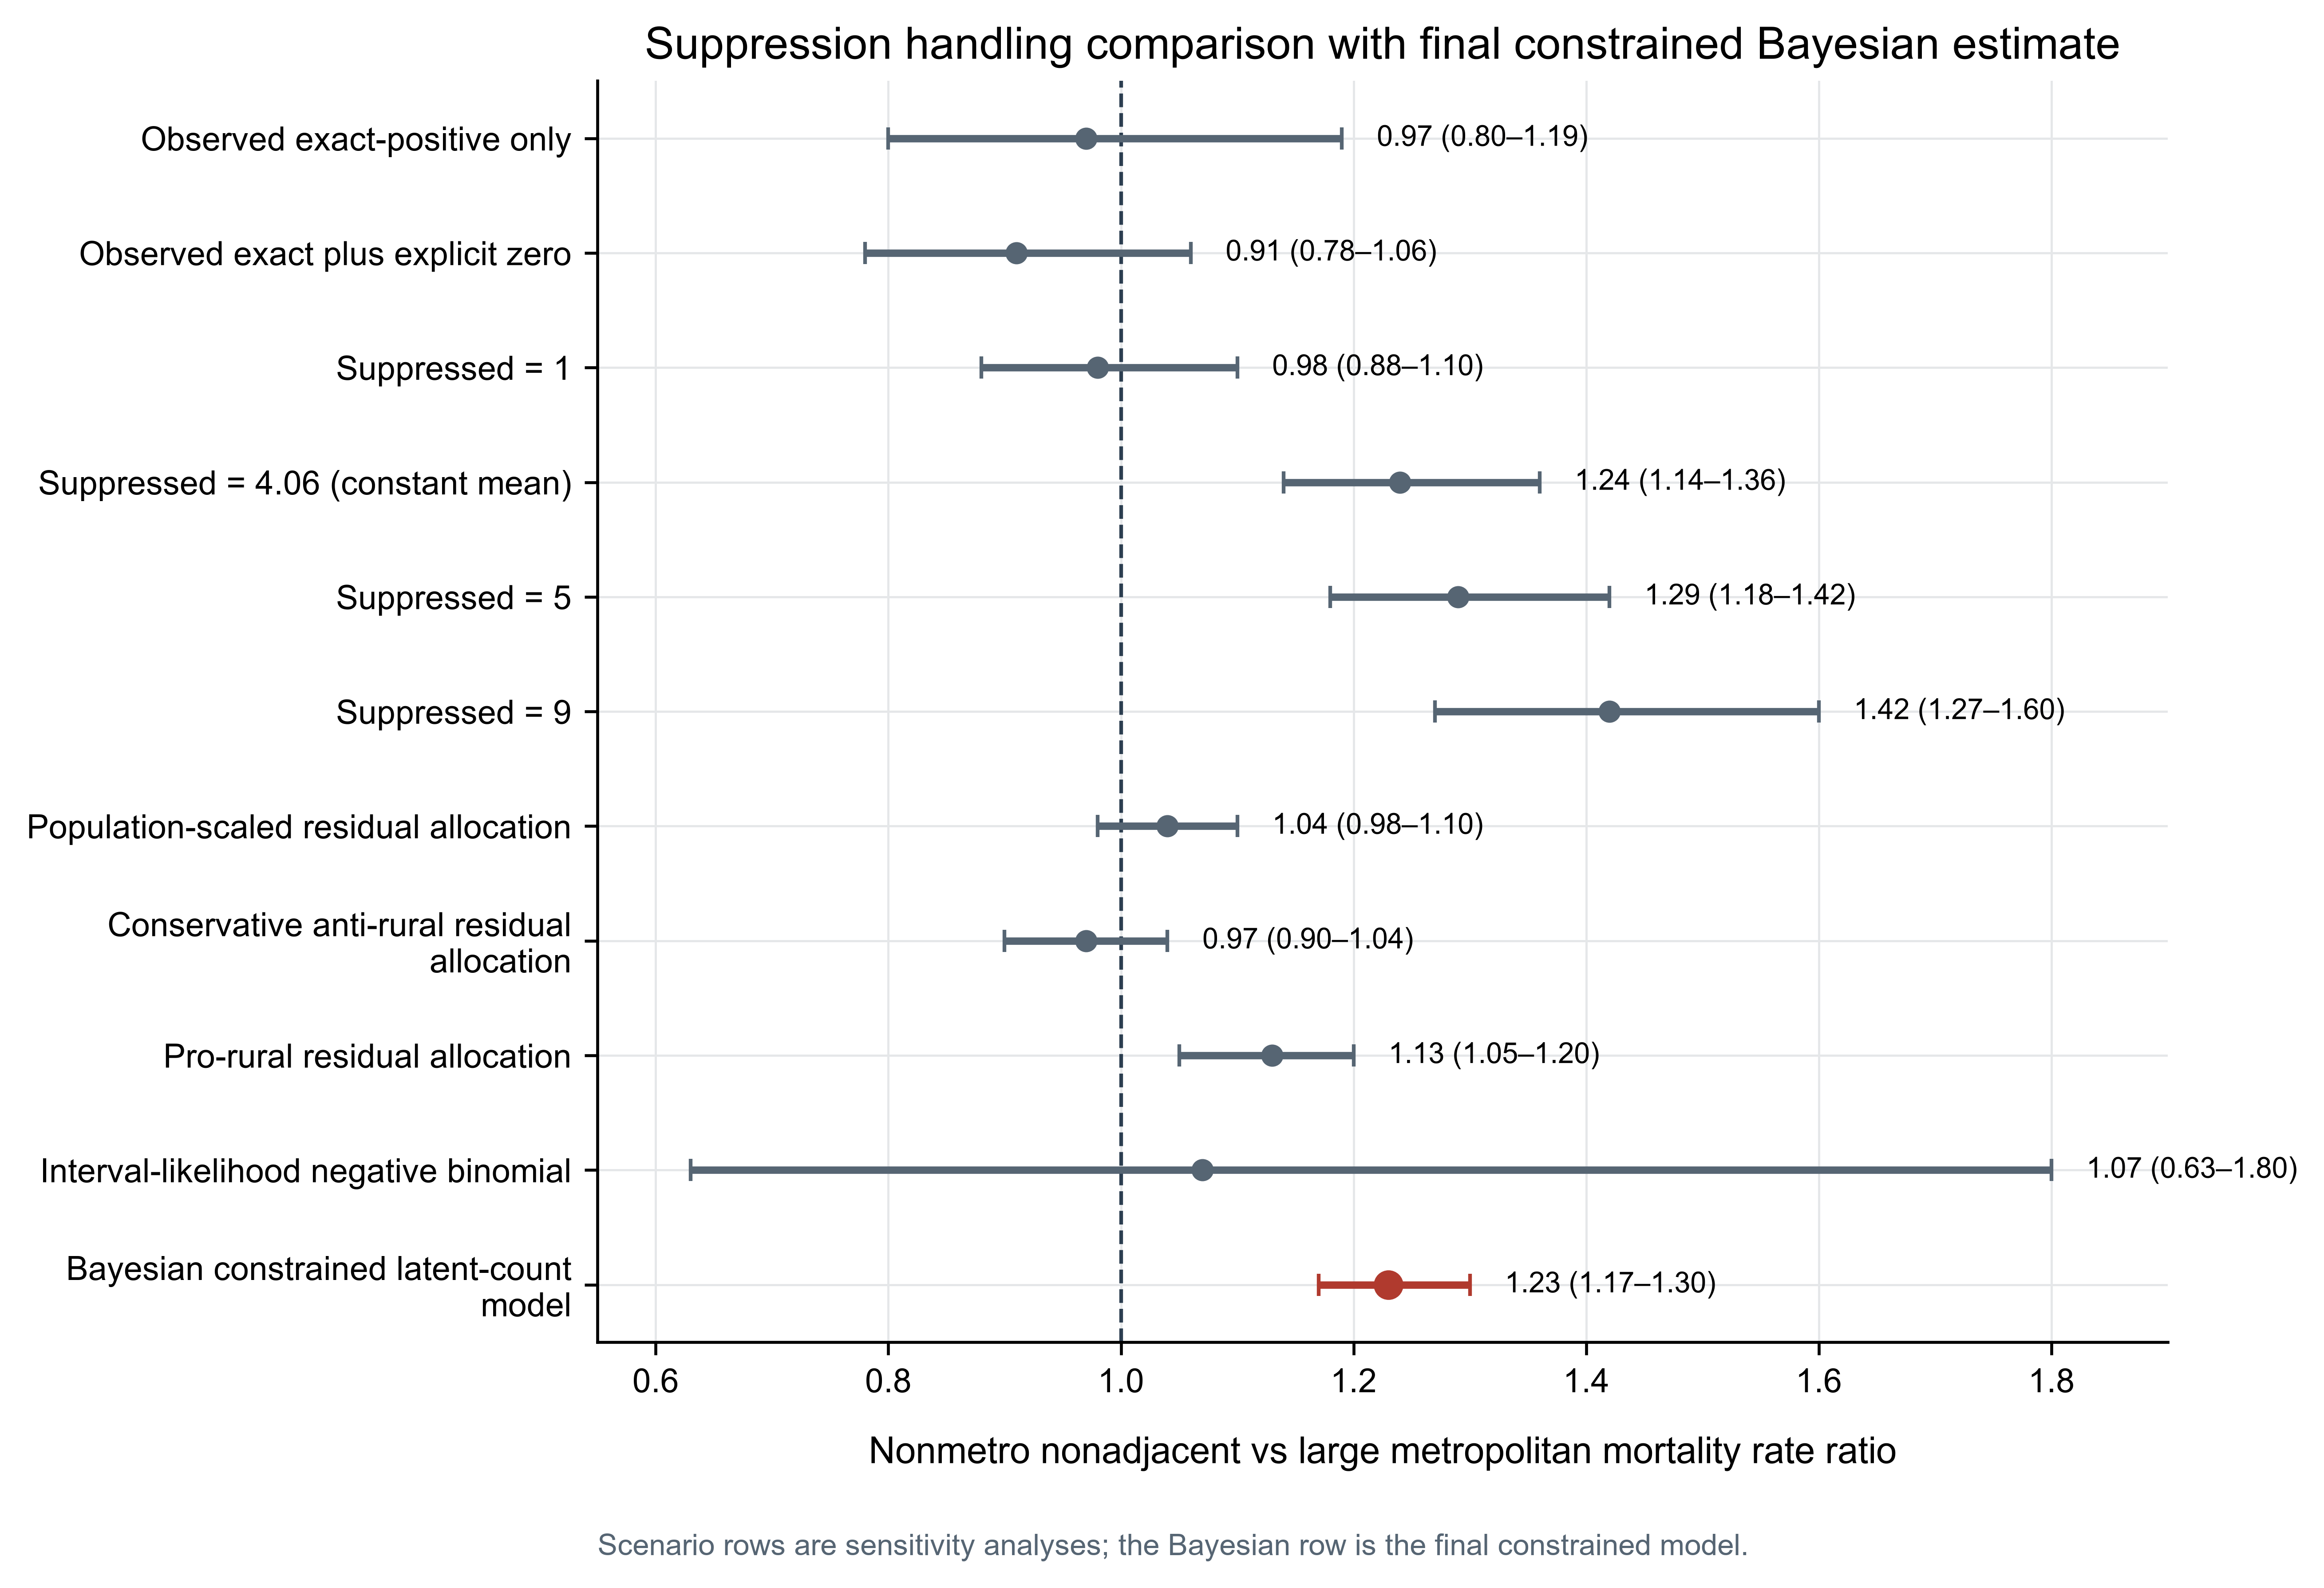 Suppression handling comparison with final constrained Bayesian estimate
Observed exact-positive only
0.97 (0.80–1.19)
Observed exact plus explicit zero
0.91 (0.78–1.06)
Suppressed = 1
0.98 (0.88–1.10)
Suppressed = 4.06 (constant mean)
1.24 (1.14–1.36)
Suppressed = 5
1.29 (1.18–1.42)
Suppressed = 9
1.42 (1.27–1.60)
Population-scaled residual allocation
1.04 (0.98–1.10)
Conservative anti-rural residual
allocation
0.97 (0.90–1.04)
Pro-rural residual allocation
1.13 (1.05–1.20)
Interval-likelihood negative binomial
1.07 (0.63–1.80)
Bayesian constrained latent-count
model
1.23 (1.17–1.30)
0.6 0.8 1.0 1.2 1.4 1.6 1.8
Nonmetro nonadjacent vs large metropolitan mortality rate ratio
Scenario rows are sensitivity analyses; the Bayesian row is the final constrained model.